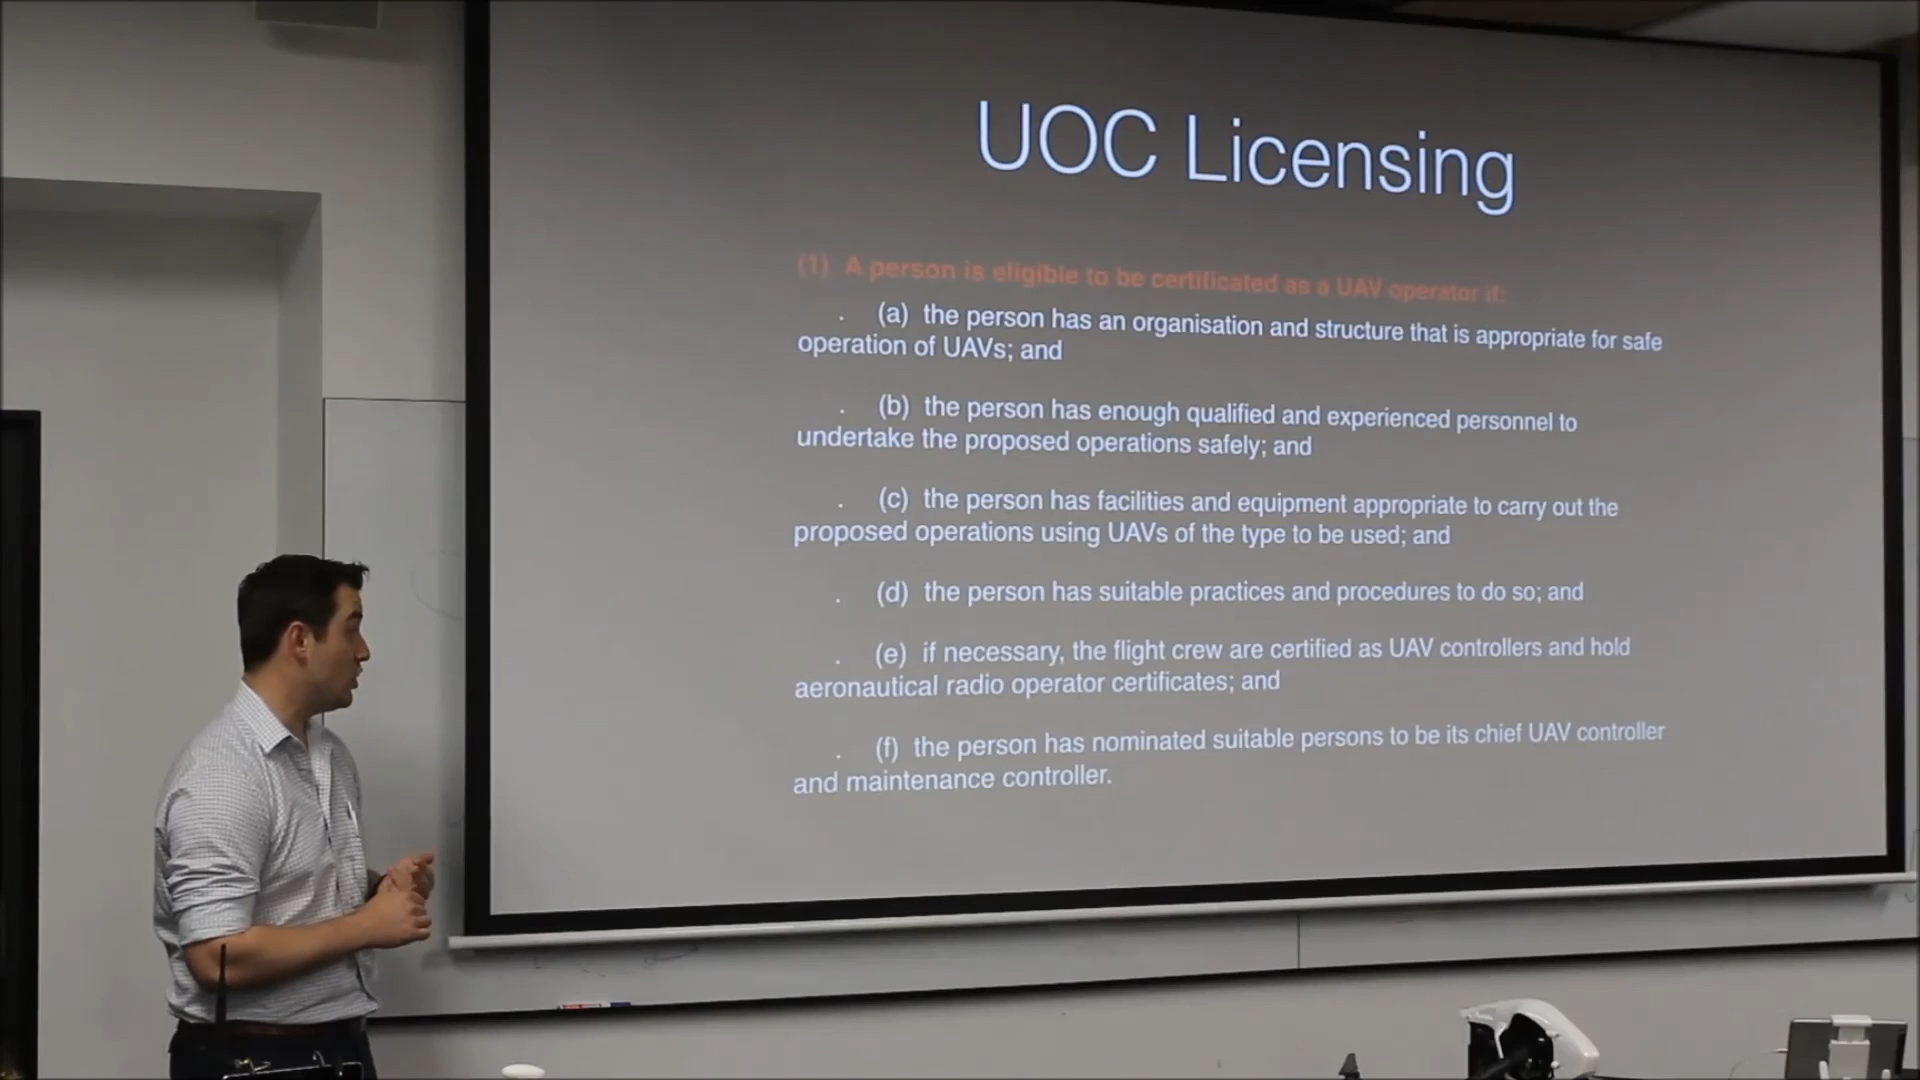 UOC Licensing
(1) A person is eligible to be certificated as a UAV operator if:
. (a) the person has an organisation and structure that is appropriate for safe
operation of UAVs; and
. (b) the person has enough qualified and experienced personnel to
undertake the proposed operations safely; and
. (c) the person has facilities and equipment appropriate to carry out the
proposed operations using UAVs of the type to be used; and
. (d) the person has suitable practices and procedures to do so; and
. (e) if necessary, the flight crew are certified as UAV controllers and hold
aeronautical radio operator certificates; and
. (f) the person has nominated suitable persons to be its chief UAV controller
and maintenance controller.